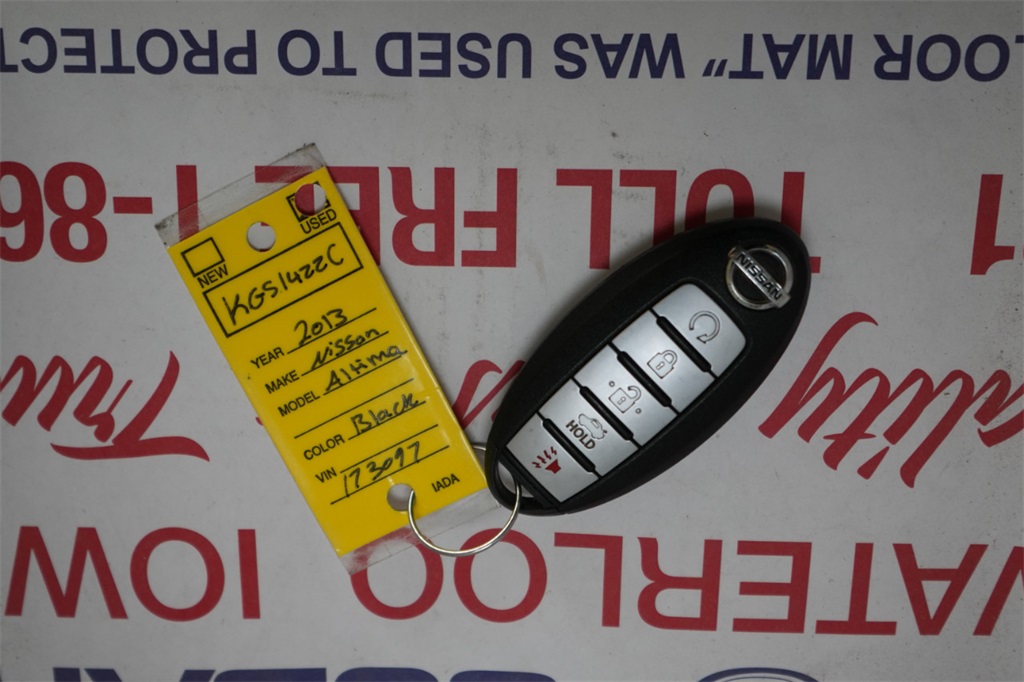 LOOR MAT" WAS USED TO PROTECT
TOLL FREE 1-86
NEW
USED
KGS1422C
YEAR 2013
MAKE Nissan
MODEL Altima
COLOR Black
VIN 173097
IADA
NISSAN
HOLD
WATERLOO IOW